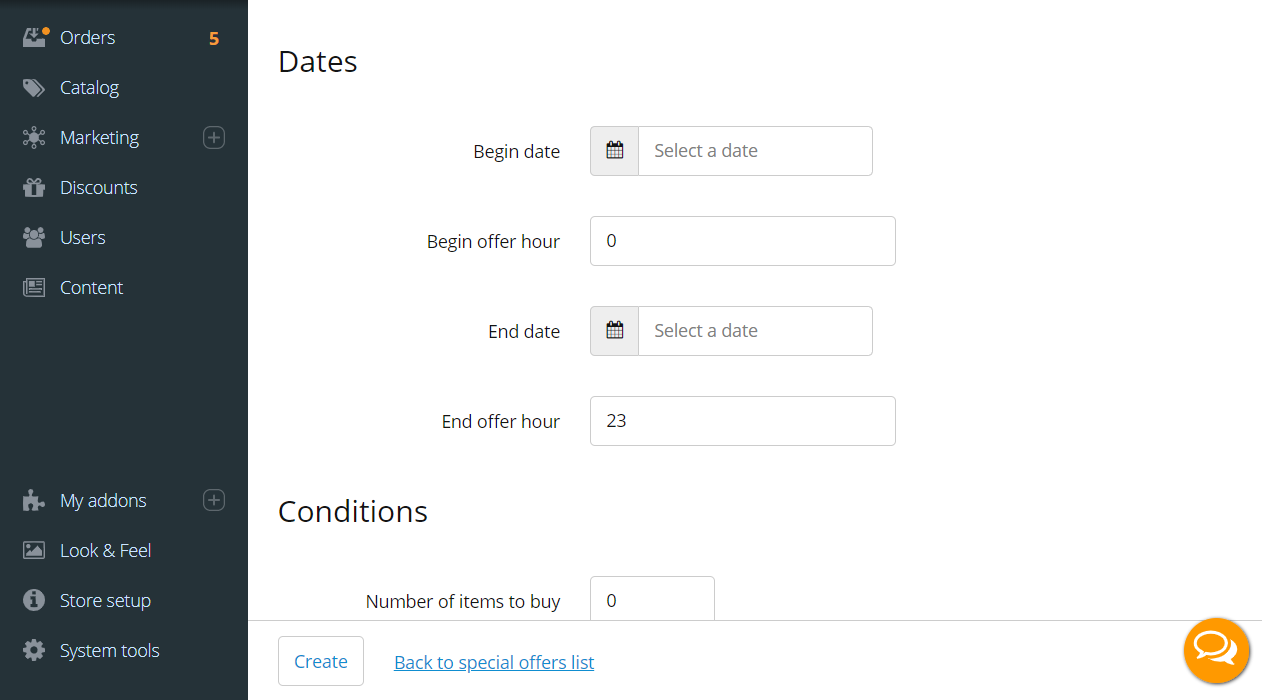 Orders 5
Catalog
Marketing
Discounts
Users
Content
My addons
Look & Feel
Store setup
System tools
Dates
Begin date Select a date
Begin offer hour 0
End date Select a date
End offer hour 23
Conditions
Number of items to buy 0
Create Back to special offers list